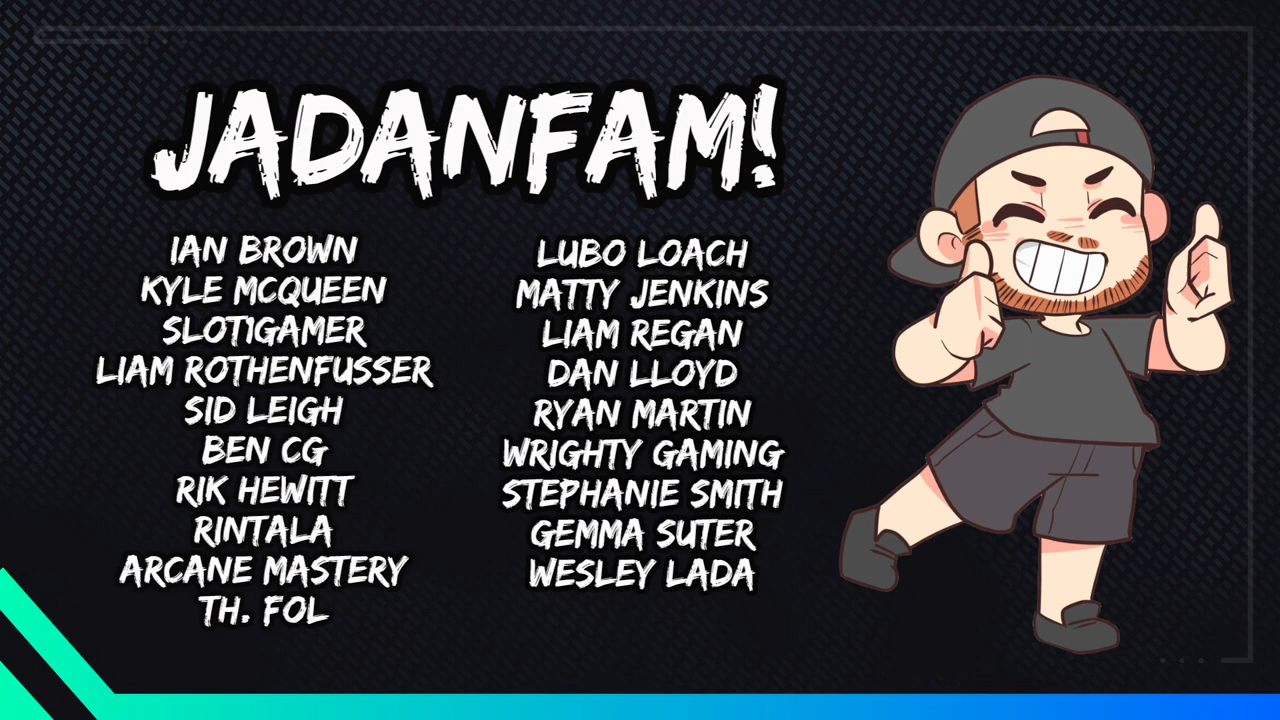 JADANFAM!
IAN BROWN
KYLE MCQUEEN
SLOT1GAMER
LIAM ROTHENFUSSER
SID LEIGH
BEN CG
RIK HEWITT
RINTALA
ARCANE MASTERY
TH. FOL
LUBO LOACH
MATTY JENKINS
LIAM REGAN
DAN LLOYD
RYAN MARTIN
WRIGHTY GAMING
STEPHANIE SMITH
GEMMA SUTER
WESLEY LADA